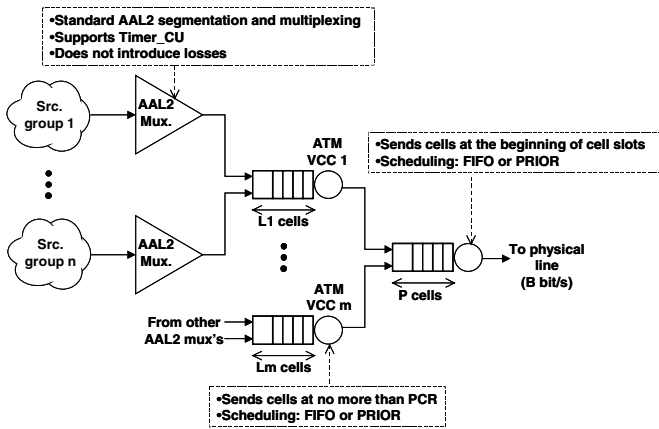 •Standard AAL2 segmentation and multiplexing
•Supports Timer_CU
•Does not introduce losses
Src.
group 1
AAL2
Mux.
ATM
VCC 1
L1 cells
•Sends cells at the beginning of cell slots
•Scheduling: FIFO or PRIOR
Src.
group n
AAL2
Mux.
P cells
To physical
line
(B bit/s)
ATM
VCC m
From other
AAL2 mux's
Lm cells
•Sends cells at no more than PCR
•Scheduling: FIFO or PRIOR